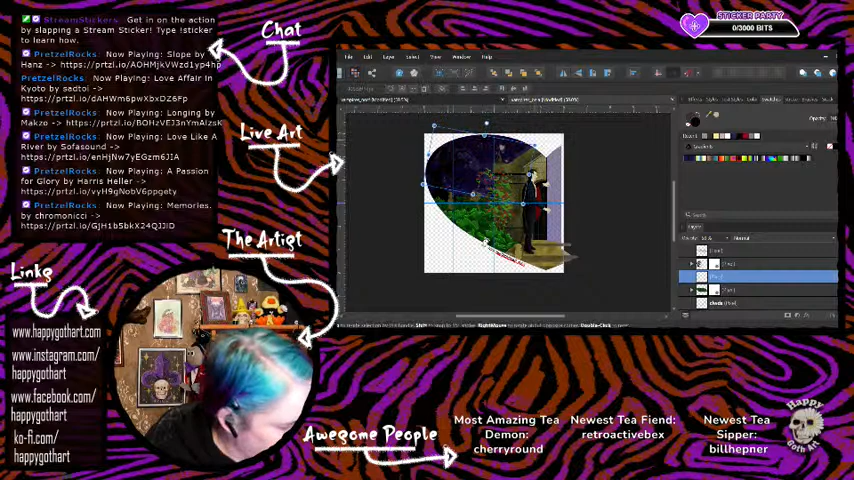 StreamStickers: Get in on the action
by slapping a Stream Sticker! Type !sticker
to learn how.
PretzelRocks: Now Playing: Slope by
Hanz -> https://prtzl.io/AOHMjkVWzd1yp4hp
PretzelRocks: Now Playing: Love Affair In
Kyoto by sadtoi ->
https://prtzl.io/dAHWm6pwXbxDZ6Fp
PretzelRocks: Now Playing: Longing by
Makzo ->
PretzelRocks: Now Playing: Love Like A
River by Sofasound ->
https://prtzl.io/enHjNw7yEGzm6JIA
PretzelRocks: Now Playing: A Passion
for Glory by Harris Heller ->
https://prtzl.io/vyH9gNobV6ppgety
PretzelRocks: Now Playing: Memories.
by chromonicci ->
https://prtzl.io/GjH1b5bkX24QJJID
Chat
Live Art
The Artist
Links
www.happygothart.com
www.instagram.com/
happygothart
www.facebook.com/
happygothart
ko-fi.com/
happygothart
STICKER PARTY
0/3000 BITS
Awesome People
Most Amazing Tea
Demon:
cherryround
Newest Tea Fiend:
retroactivebex
Newest Tea
Sipper:
billhepner
Happy
Goth Art